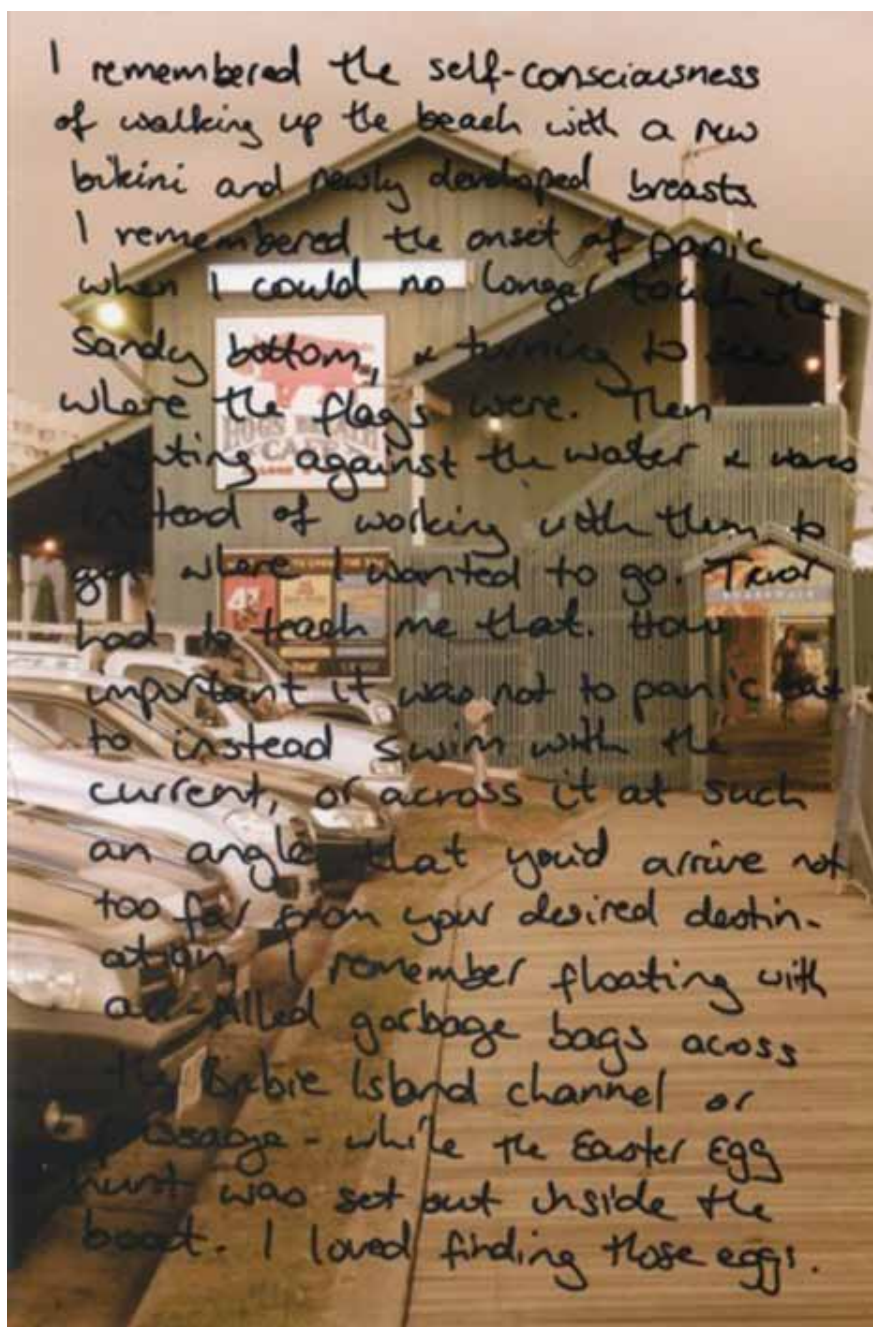 I remembered the self-consciousness
of walking up the beach with a new
bikini and newly developed breasts.
I remembered the onset of panic
when I could no longer touch the
Sandy bottom, & turning to see
where the flags were. Then
fighting against the water & waves
instead of working with them to
get where I wanted to go. Trevor
had to teach me that. How
important it was not to panic but
to instead swim with the
current, or across it at such
an angle that you'd arrive not
too far from your desired destin-
ation. I remember floating with
air-filled garbage bags across
the Bribie Island channel or
passage - while the Easter Egg
hunt was set out inside the
boat. I loved finding those eggs.
HOGS BREATH
CAFE
BOARDWALK